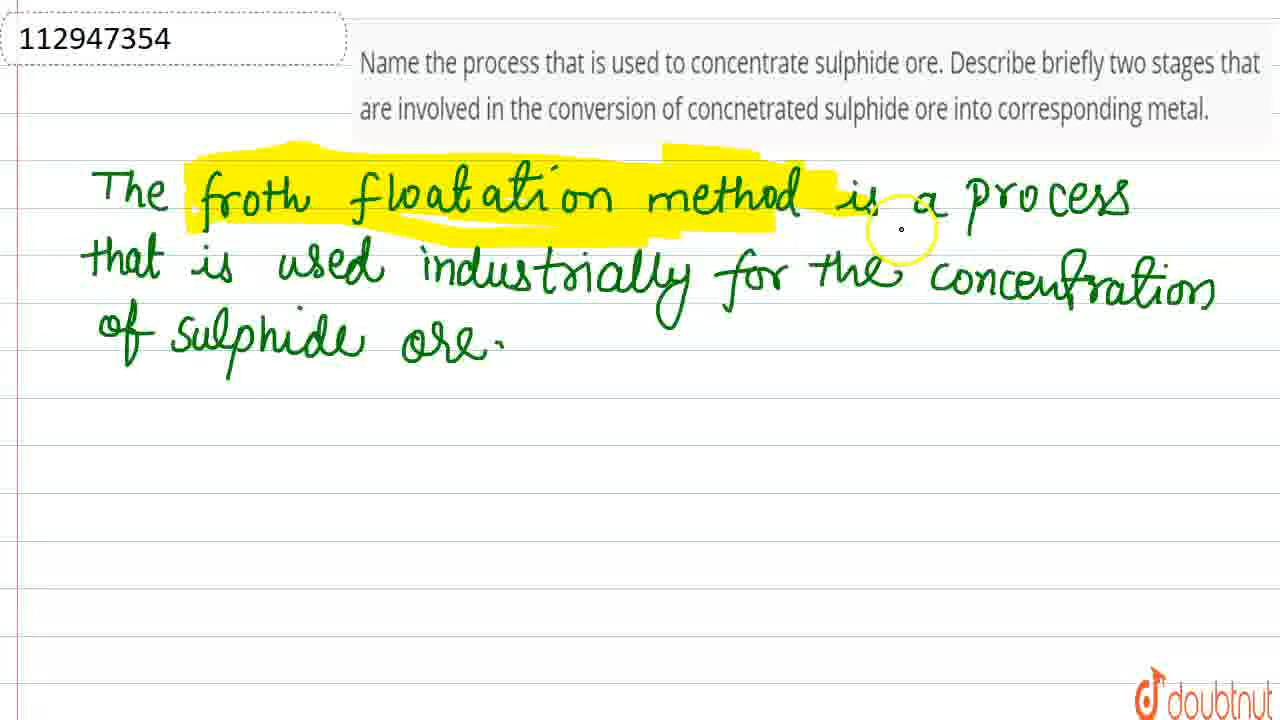 112947354
Name the process that is used to concentrate sulphide ore. Describe briefly two stages that
are involved in the conversion of concnetrated sulphide ore into corresponding metal.
The froth floatation method is a process
that is used industrially for the concentration
of sulphide ore.
doubtnut